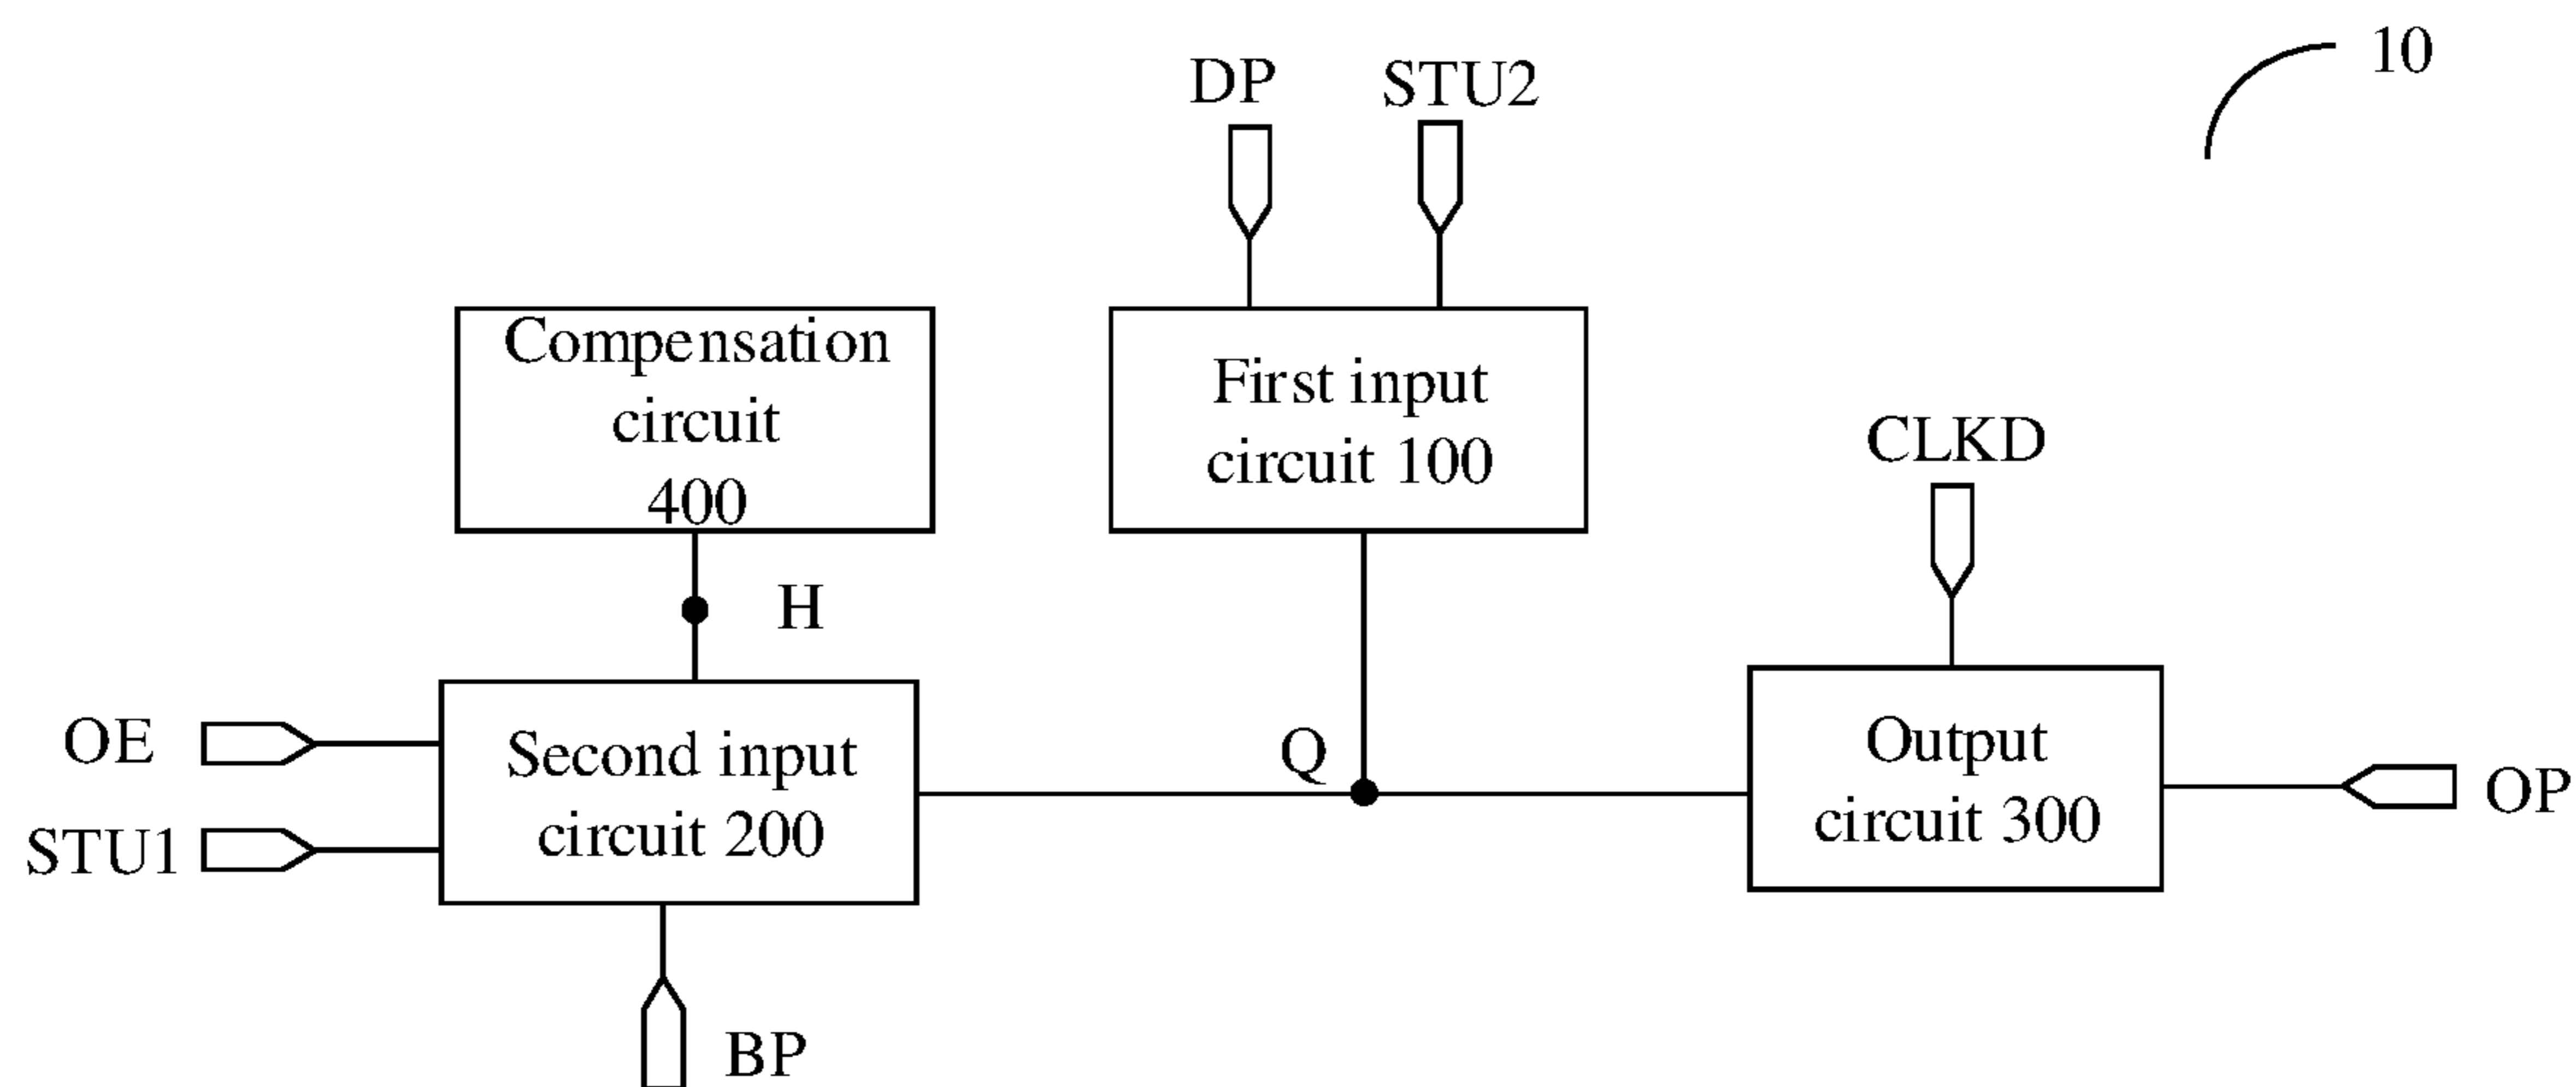 10
DP
STU2
Compensation
circuit
400
First input
circuit 100
CLKD
H
OE
STU1
Second input
circuit 200
Q
Output
circuit 300
OP
BP